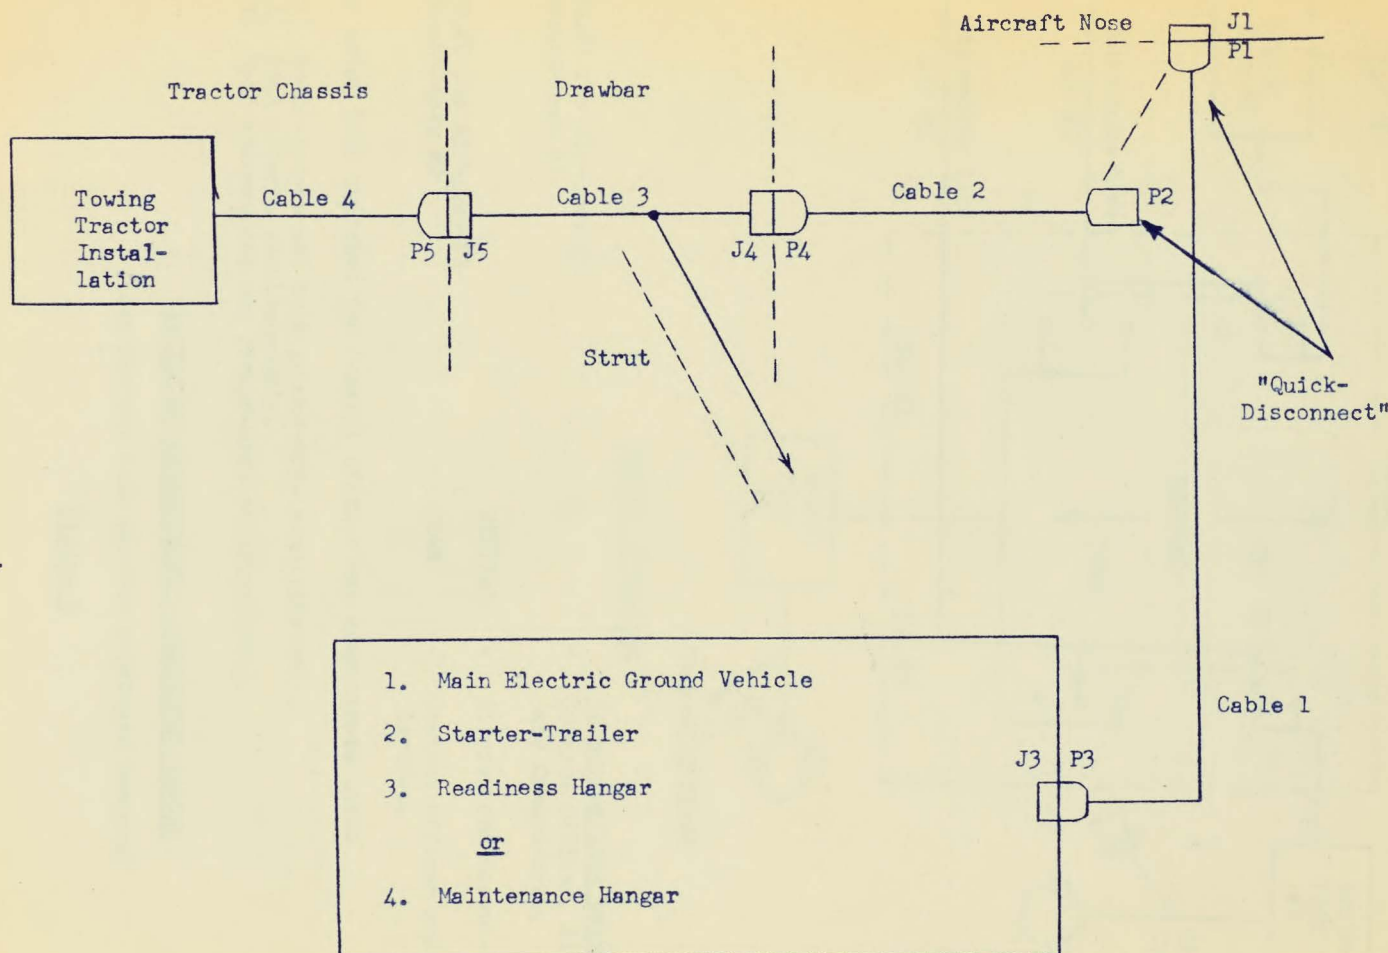 Aircraft Nose
J1
P1
Tractor Chassis
Drawbar
Towing
Tractor
Instal-
lation
Cable 4
P5
J5
Cable 3
J4
P4
Cable 2
P2
Strut
"Quick-
Disconnect"
1. Main Electric Ground Vehicle
2. Starter-Trailer
3. Readiness Hangar
or
4. Maintenance Hangar
J3
P3
Cable 1